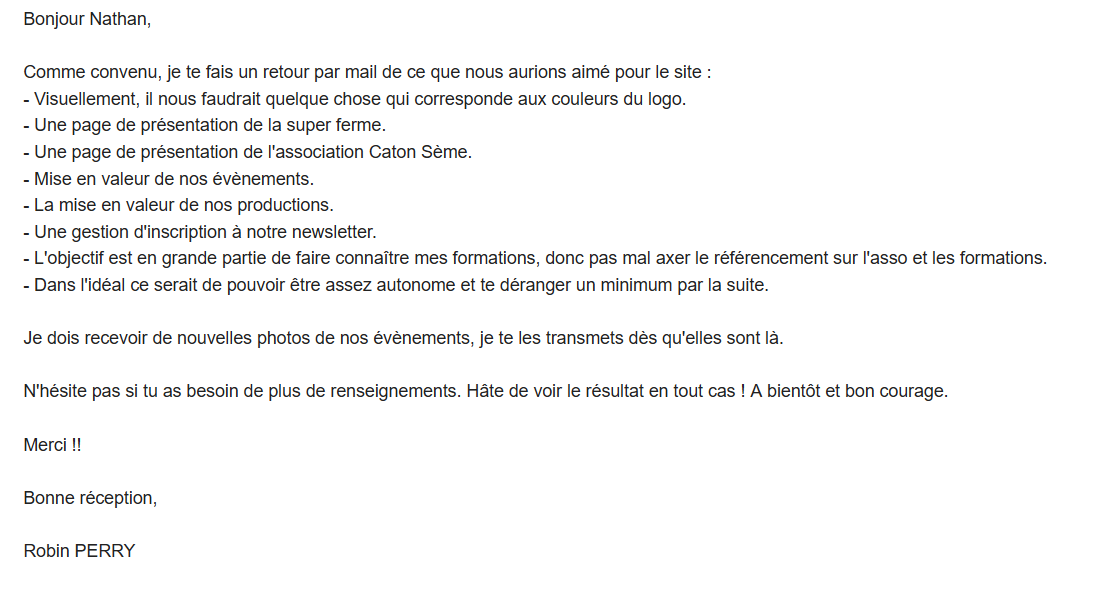 Bonjour Nathan,
Comme convenu, je te fais un retour par mail de ce que nous aurions aimé pour le site :
- Visuellement, il nous faudrait quelque chose qui corresponde aux couleurs du logo.
- Une page de présentation de la super ferme.
- Une page de présentation de l'association Caton Sème.
- Mise en valeur de nos évènements.
- La mise en valeur de nos productions.
- Une gestion d'inscription à notre newsletter.
- L'objectif est en grande partie de faire connaître mes formations, donc pas mal axer le référencement sur l'asso et les formations.
- Dans l'idéal ce serait de pouvoir être assez autonome et te déranger un minimum par la suite.
Je dois recevoir de nouvelles photos de nos évènements, je te les transmets dès qu'elles sont là.
N'hésite pas si tu as besoin de plus de renseignements. Hâte de voir le résultat en tout cas ! A bientôt et bon courage.
Merci !!
Bonne réception,
Robin PERRY